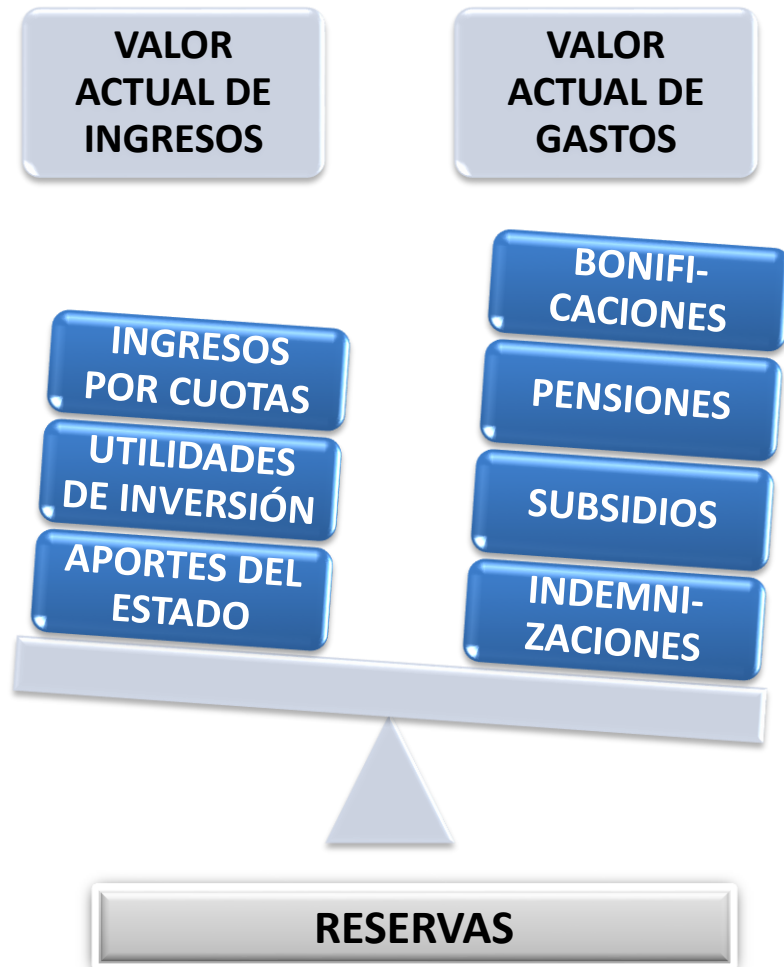 VALOR
ACTUAL DE
INGRESOS
VALOR
ACTUAL DE
GASTOS
INGRESOS
POR CUOTAS
UTILIDADES
DE INVERSIÓN
APORTES DEL
ESTADO
BONIFI-
CACIONES
PENSIONES
SUBSIDIOS
INDEMNI-
ZACIONES
RESERVAS